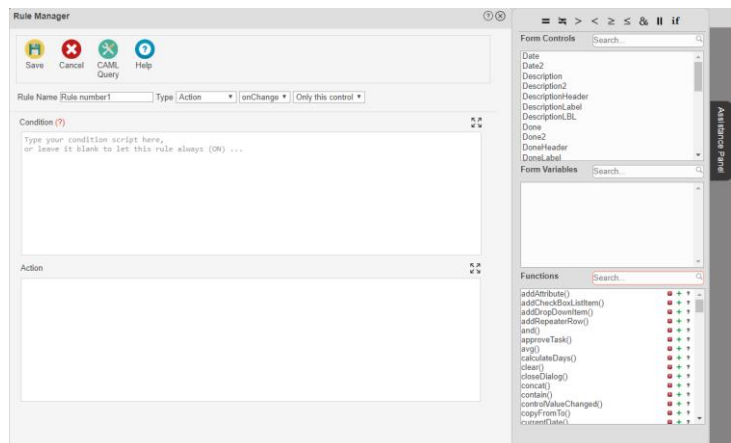 Rule Manager
Save Cancel CAML Query Help
Rule Name Rule number1 Type Action onChange Only this control
Condition (?)
Type your condition script here,
or leave it blank to let this rule always (ON) ...
Action
= > < ≥ ≤ & || if
Form Controls Search...
Date
Date2
Description
Description2
DescriptionHeader
DescriptionLabel
DescriptionLBL
Done
Done2
DoneHeader
DoneLabel
Form Variables Search...
Functions Search...
addAttribute()
addCheckBoxListItem()
addDropDownItem()
addRepeaterRow()
and()
approveTask()
avg()
calculateDays()
clear()
closeDialog()
concat()
contain()
controlValueChanged()
copyFromTo()
currentDate()
Assistance Panel